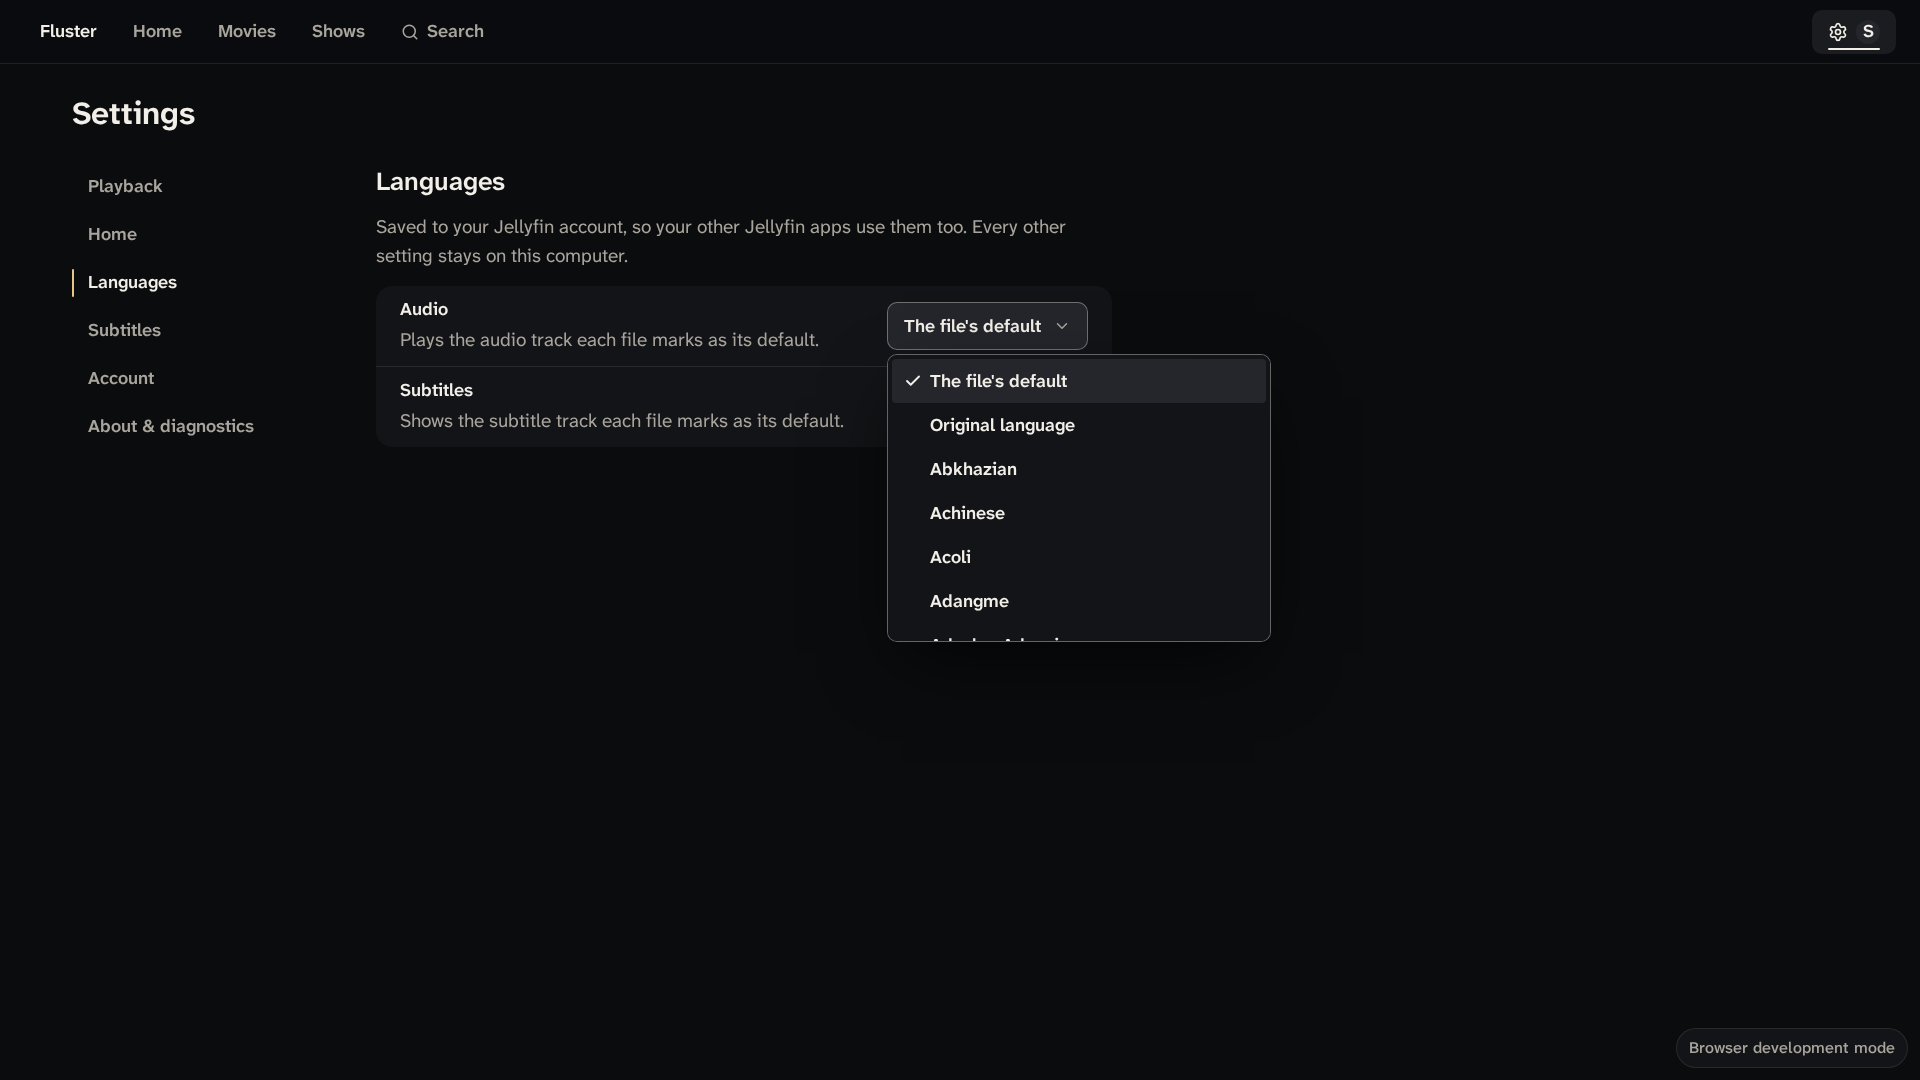 Fluster
Home
Movies
Shows
Search
S
Settings
Playback
Home
Languages
Subtitles
Account
About & diagnostics
Languages
Saved to your Jellyfin account, so your other Jellyfin apps use them too. Every other
setting stays on this computer.
Audio
Plays the audio track each file marks as its default.
The file's default
Subtitles
Shows the subtitle track each file marks as its default.
The file's default
Original language
Abkhazian
Achinese
Acoli
Adangme
Browser development mode